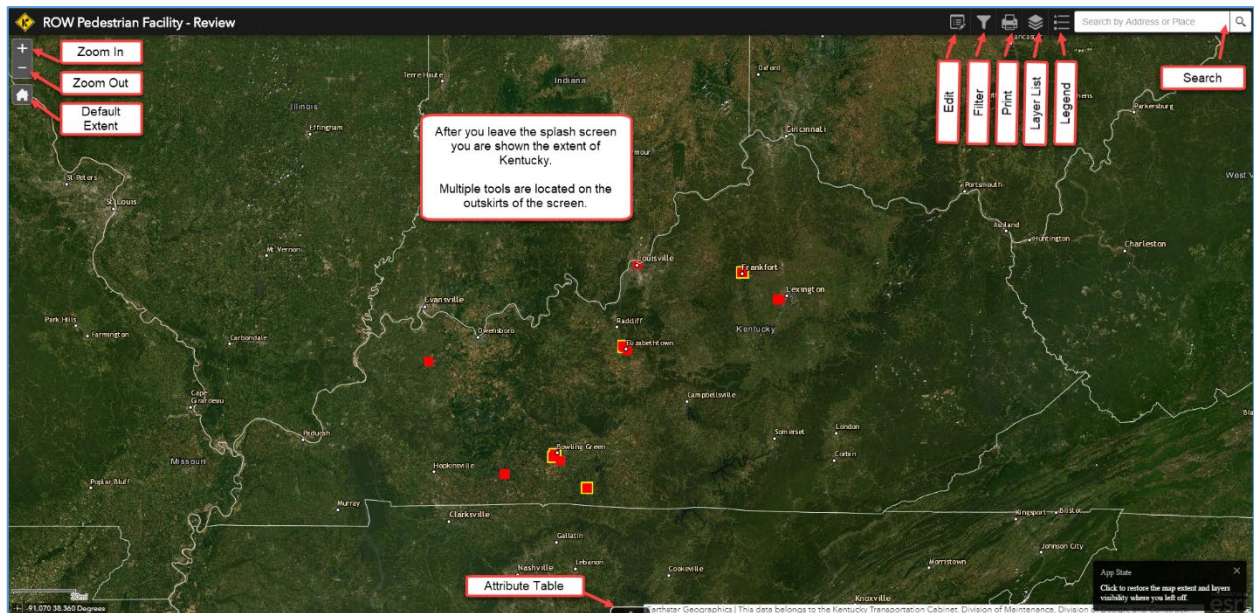 ROW Pedestrian Facility - Review
Search by Address or Place
Zoom In
Zoom Out
Default
Extent
Edit
Filter
Print
Layer List
Legend
Search
After you leave the splash screen
you are shown the extent of
Kentucky.
Multiple tools are located on the
outskirts of the screen.
Terre Haute
Indiana
Oxford
Illinois
Effingham
Cincinnati
Parkersburg
St Peters
St Louis
Portsmouth
West V
Mt Vernon
Ashland
Huntington
Charleston
Louisville
Frankfort
Lexington
Evansville
Owensboro
Radcliff
Kentucky
Park Hills
Farmington
Carbondale
Elizabethtown
Cape
Girardeau
Campbellsville
Paducah
Somerset
London
Corbin
Bowling Green
Missouri
Hopkinsville
Poplar Bluff
Murray
Clarksville
Kingsport
Bristol
Gallatin
Johnson City
Nashville
Lebanon
Cookeville
Morristown
Knoxville
Attribute Table
App State
Click to restore the map extent and layers
visibility where you left off.
-91.070 38.360 Degrees
Earthstar Geographics | This data belongs to the Kentucky Transportation Cabinet, Division of Maintenance, Division
esri